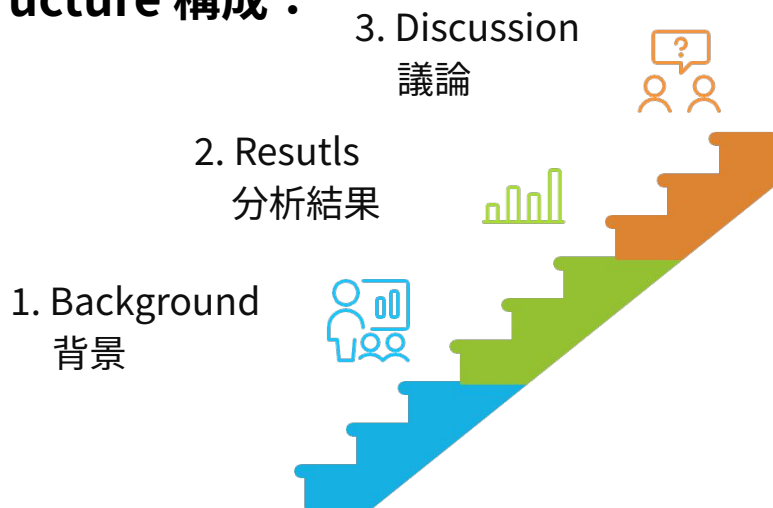 ucture 構成：
3. Discussion
議論
?
2. Resutls
分析結果
1. Background
背景